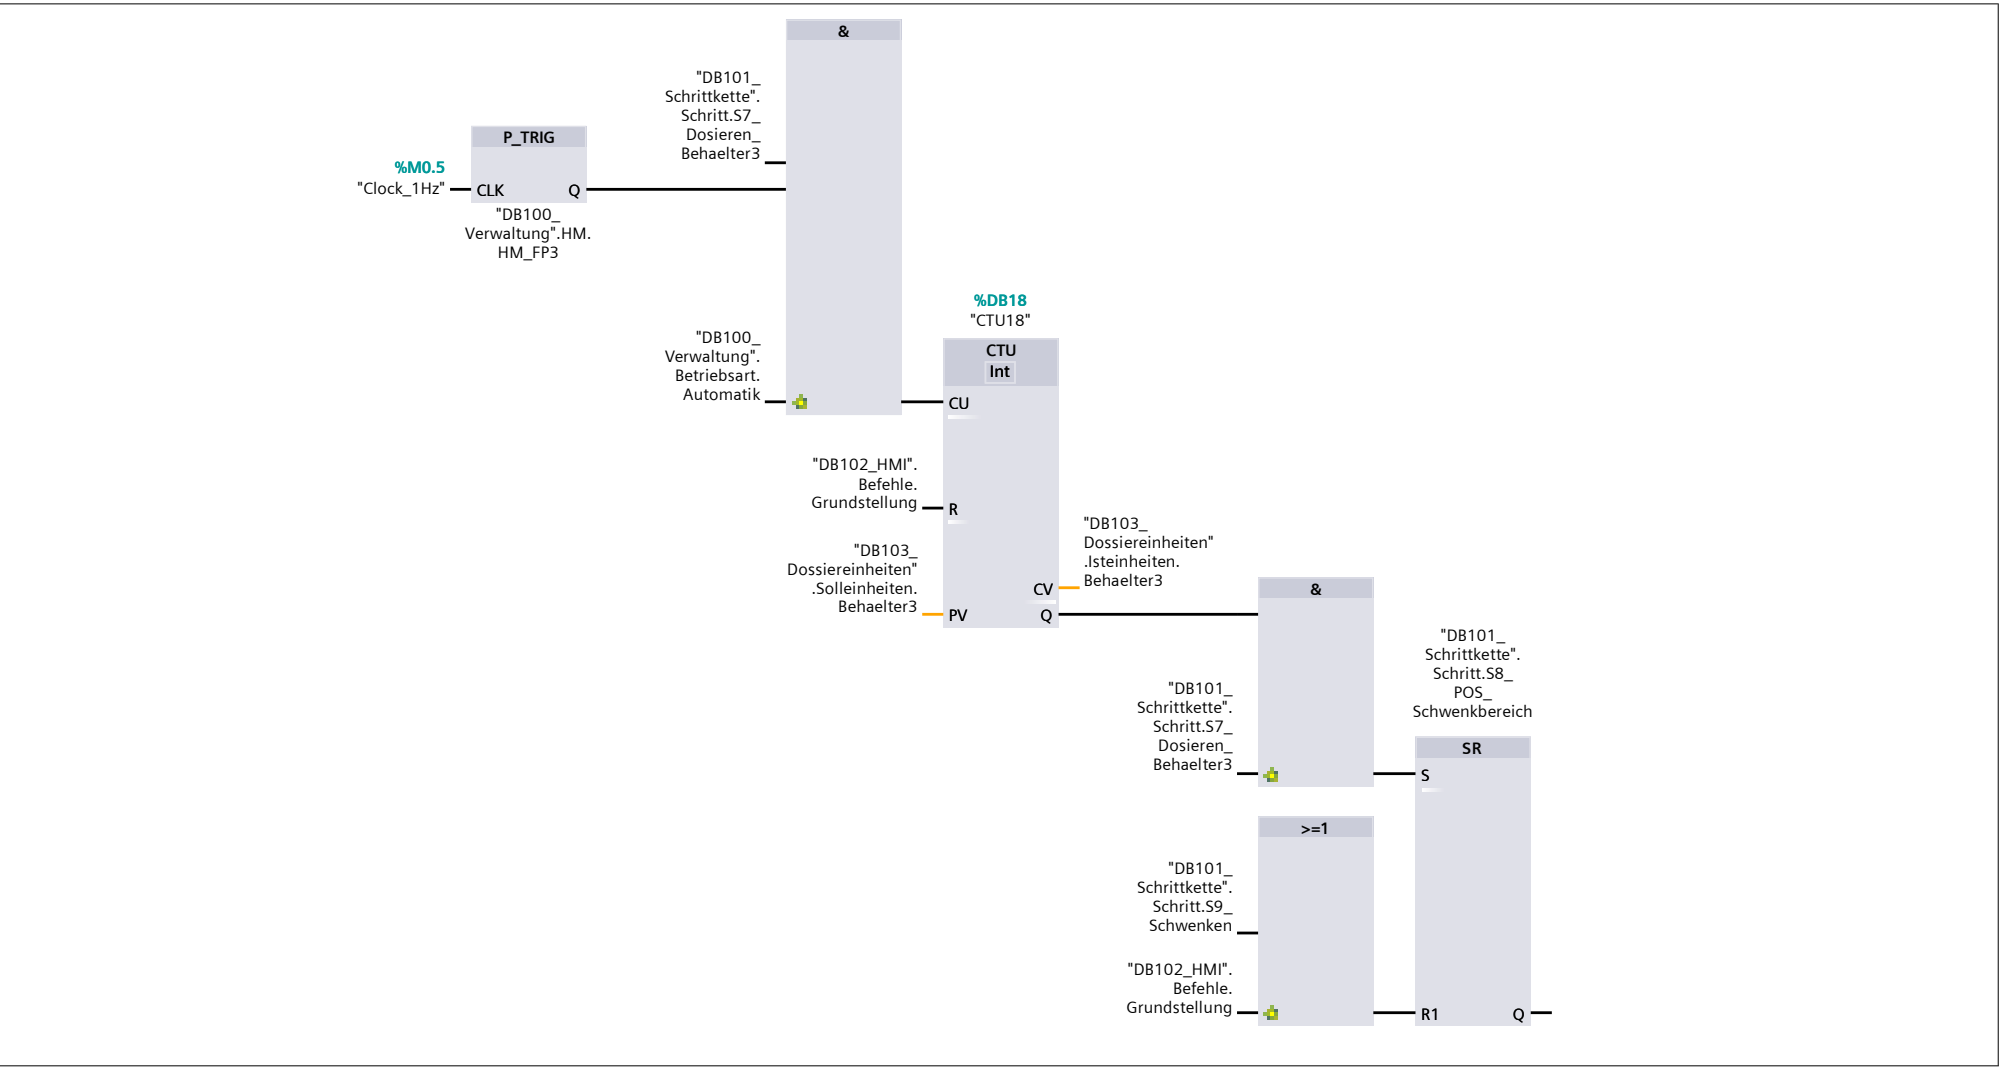 &
"DB101_
Schrittkette".
Schritt.S7_
Dosieren_
Behaelter3
P_TRIG
%M0.5
"Clock_1Hz"
CLK
Q
"DB100_
Verwaltung".HM.
HM_FP3
"DB100_
Verwaltung".
Betriebsart.
Automatik
%DB18
"CTU18"
CTU
Int
CU
"DB102_HMI".
Befehle.
Grundstellung
R
"DB103_
Dossiereinheiten"
.Solleinheiten.
Behaelter3
PV
"DB103_
Dossiereinheiten"
.Isteinheiten.
Behaelter3
CV
Q
&
"DB101_
Schrittkette".
Schritt.S7_
Dosieren_
Behaelter3
"DB101_
Schrittkette".
Schritt.S8_
POS_
Schwenkbereich
SR
S
>=1
"DB101_
Schrittkette".
Schritt.S9_
Schwenken
"DB102_HMI".
Befehle.
Grundstellung
R1
Q